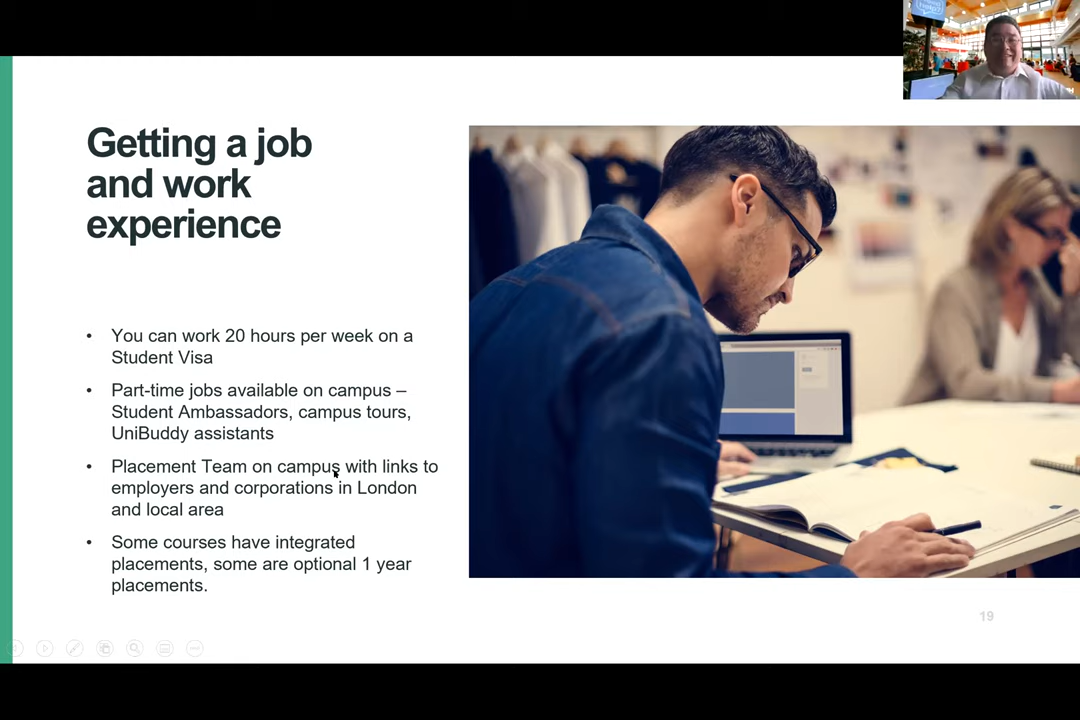 help?
Getting a job
and work
experience
• You can work 20 hours per week on a
Student Visa
• Part-time jobs available on campus –
Student Ambassadors, campus tours,
UniBuddy assistants
• Placement Team on campus with links to
employers and corporations in London
and local area
• Some courses have integrated
placements, some are optional 1 year
placements.
19